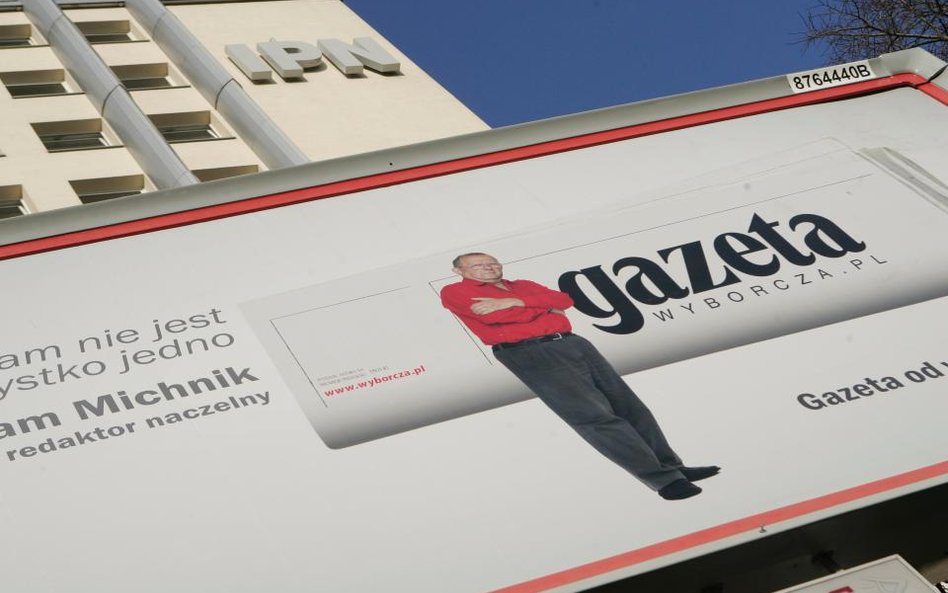 IPN
8764440B
am nie jest
ystko jedno
am Michnik
redaktor naczelny
www.wyborcza.pl
gazeta
WYBORCZA.PL
Gazeta od